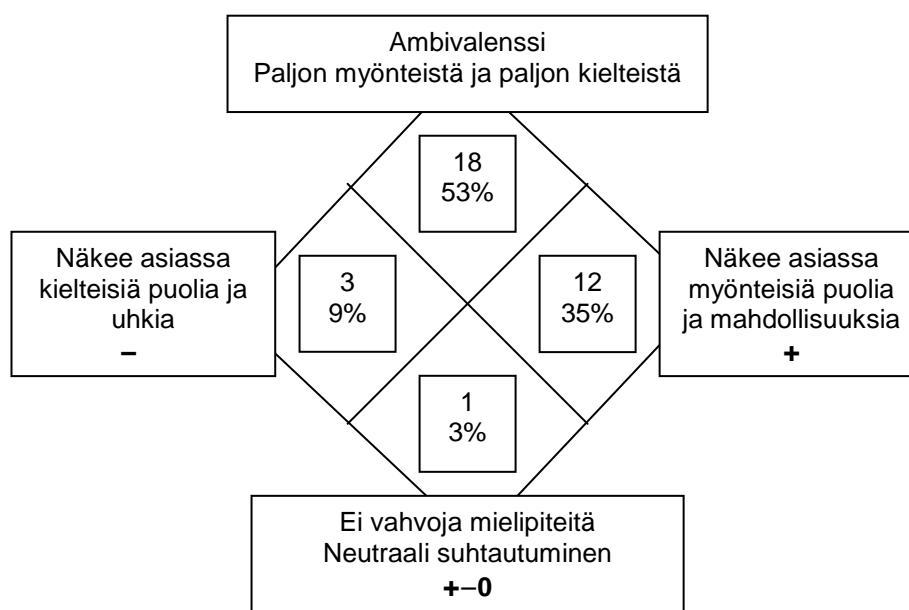 Ambivalenssi
Paljon myönteistä ja paljon kielteistä
18
53%
Näkee asiassa
kielteisiä puolia ja
uhkia
–
3
9%
12
35%
Näkee asiassa
myönteisiä puolia
ja mahdollisuuksia
+
1
3%
Ei vahvoja mielipiteitä
Neutraali suhtautuminen
+–0